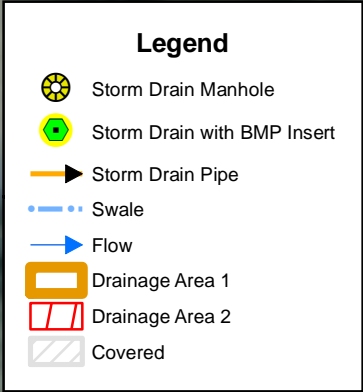 Legend
Storm Drain Manhole
Storm Drain with BMP Insert
Storm Drain Pipe
Swale
Flow
Drainage Area 1
Drainage Area 2
Covered